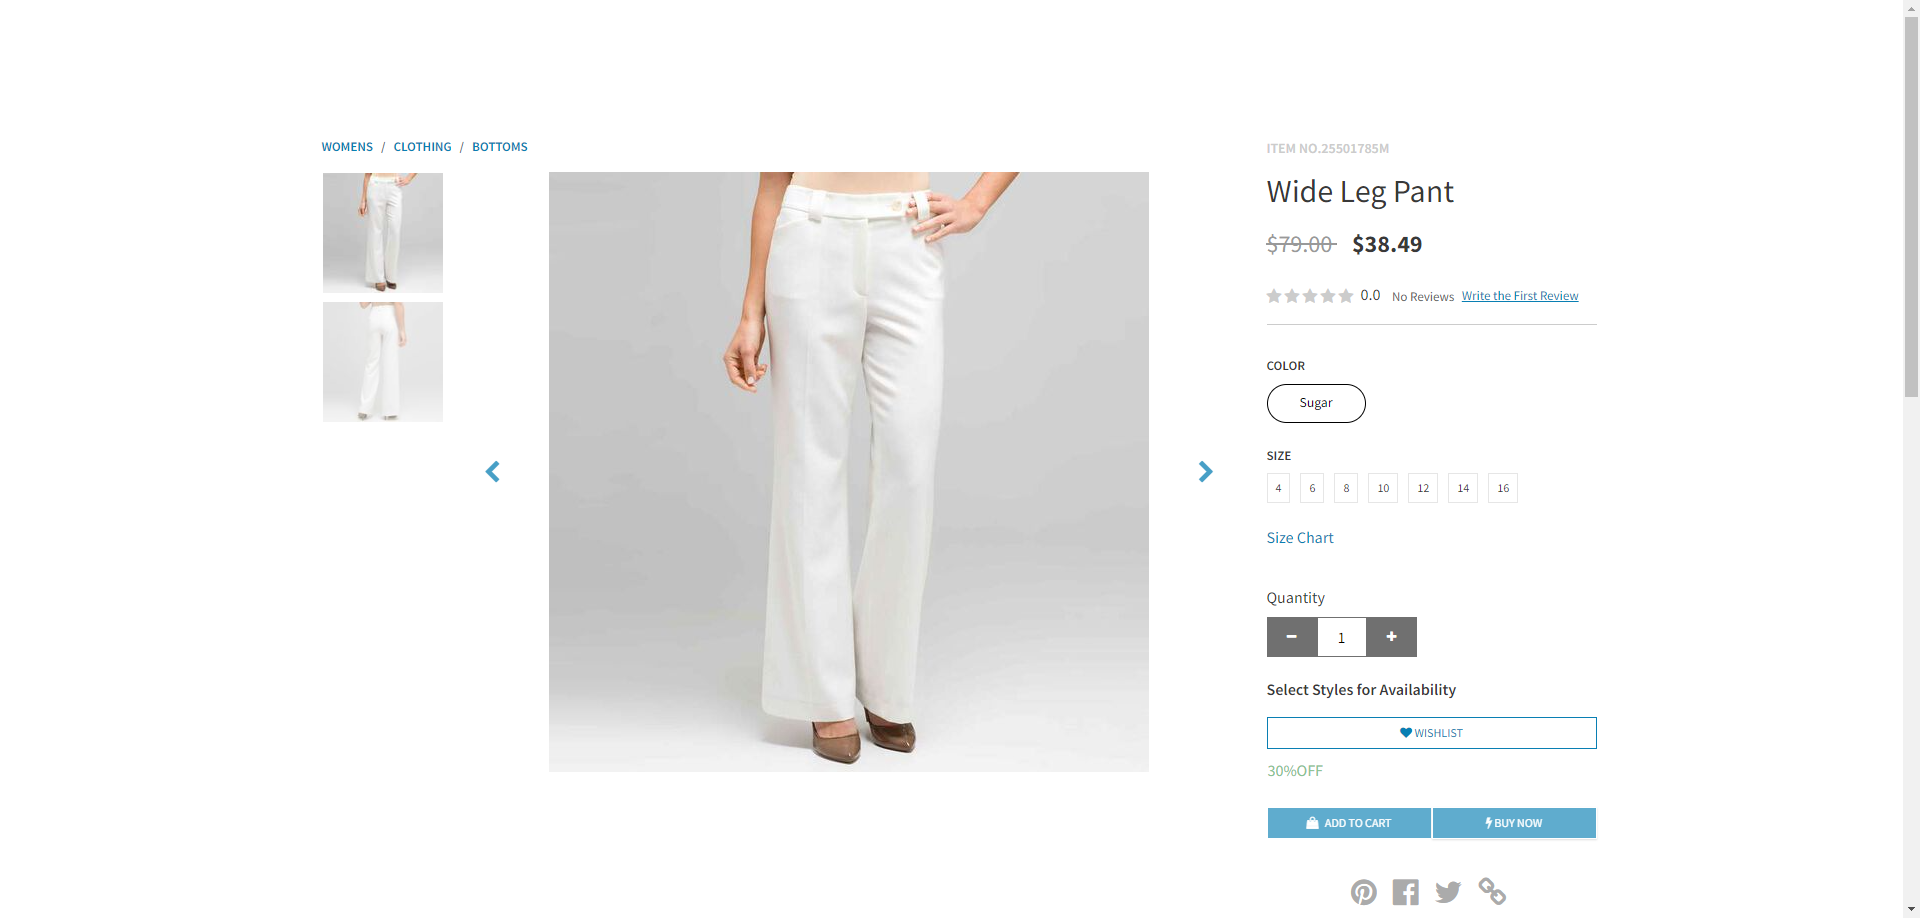 WOMENS / CLOTHING / BOTTOMS
ITEM NO.25501785M
Wide Leg Pant
$79.00 $38.49
0.0 No Reviews Write the First Review
COLOR
Sugar
SIZE
4 6 8 10 12 14 16
Size Chart
Quantity
1
Select Styles for Availability
WISHLIST
30%OFF
ADD TO CART BUY NOW